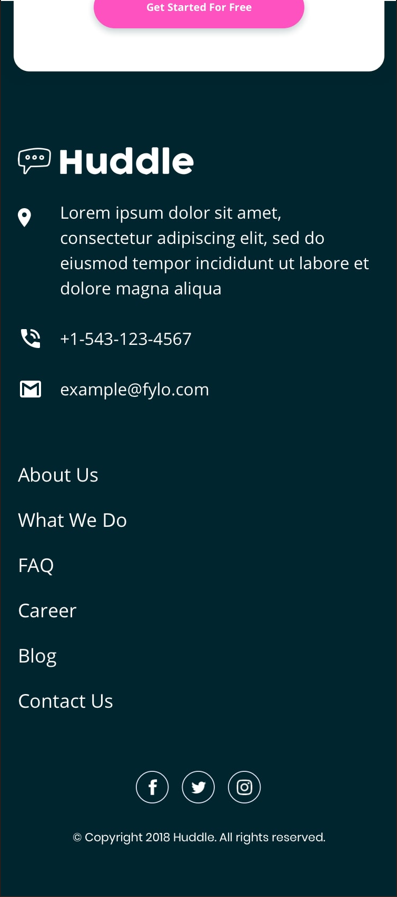 Get Started For Free
Huddle
Lorem ipsum dolor sit amet,
consectetur adipiscing elit, sed do
eiusmod tempor incididunt ut labore et
dolore magna aliqua
+1-543-123-4567
example@fylo.com
About Us
What We Do
FAQ
Career
Blog
Contact Us
© Copyright 2018 Huddle. All rights reserved.